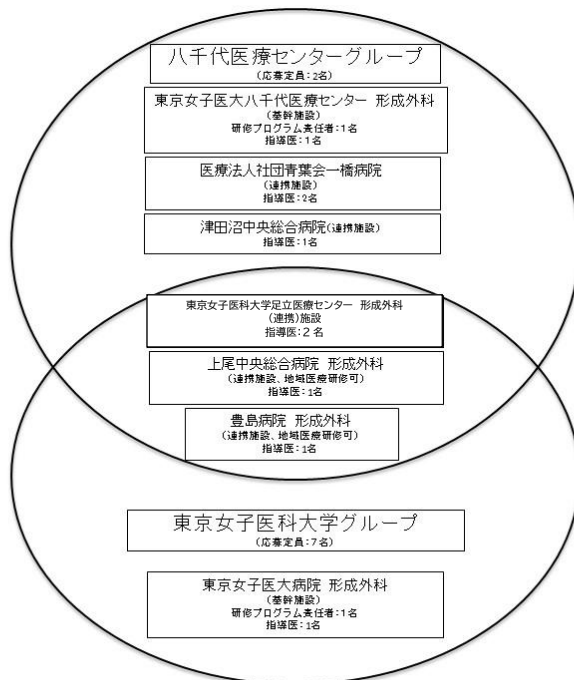 八千代医療センターグループ
(応募定員：2名)
東京女子医大八千代医療センター 形成外科
(基幹施設)
研修プログラム責任者：1名
指導医：1名
医療法人社団青葉会一橋病院
(連携施設)
指導医：2名
津田沼中央総合病院(連携施設)
指導医：1名
東京女子医科大学足立医療センター 形成外科
(連携)施設
指導医：２名
上尾中央総合病院 形成外科
(連携施設、地域医療研修可)
指導医：1名
豊島病院 形成外科
(連携施設、地域医療研修可)
指導医：1名
東京女子医科大学グループ
(応募定員：7名)
東京女子医大病院 形成外科
(基幹施設)
研修プログラム責任者：1名
指導医：1名